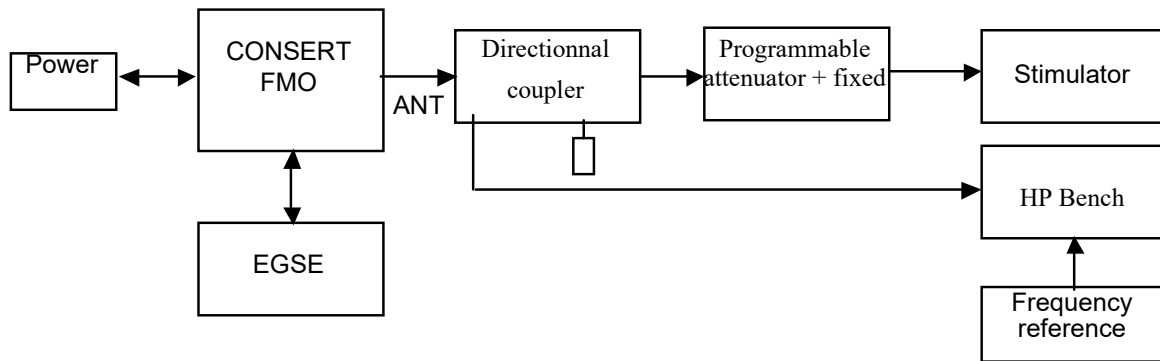 Power
CONSERT
FMO
ANT
Directionnal
coupler
Programmable
attenuator + fixed
Stimulator
HP Bench
EGSE
Frequency
reference